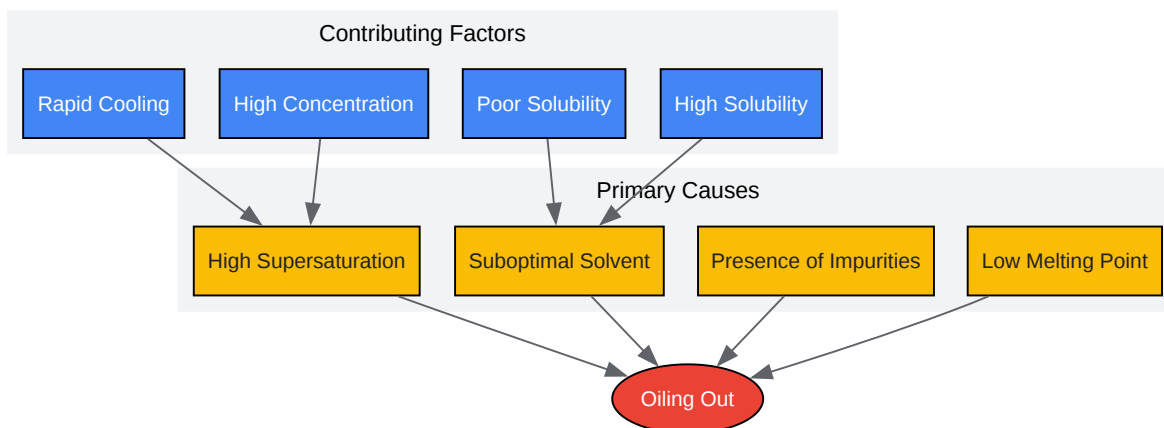 Contributing Factors
Rapid Cooling
High Concentration
Poor Solubility
High Solubility
Primary Causes
High Supersaturation
Suboptimal Solvent
Presence of Impurities
Low Melting Point
Oiling Out